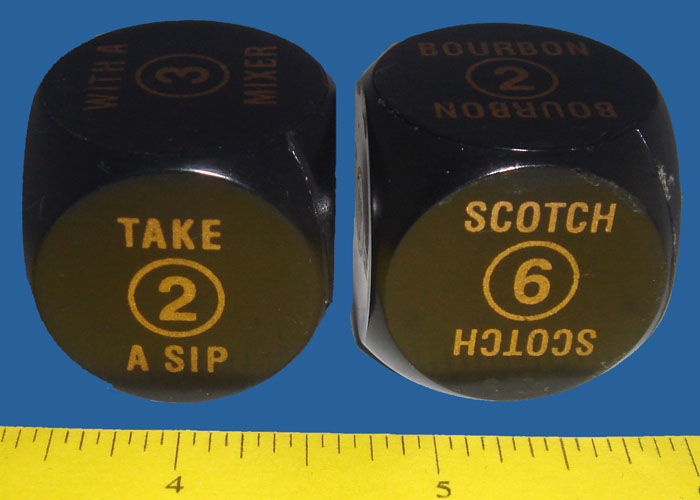 WITH A
3
MIXER
TAKE
2
A SIP
BOURBON
2
BOURBON
SCOTCH
6
SCOTCH
4
5